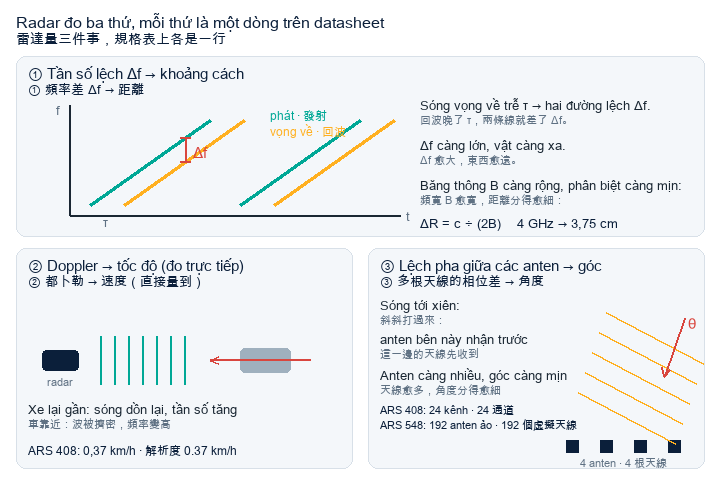 Radar đo ba thứ, mỗi thứ là một dòng trên datasheet
雷達量三件事，規格表上各是一行
① Tần số lệch Δf → khoảng cách
① 頻率差 Δf → 距離
f
phát · 發射
vọng về · 回波
Δf
t
τ
Sóng vọng về trễ τ → hai đường lệch Δf.
回波晚了 τ，兩條線就差了 Δf。
Δf càng lớn, vật càng xa.
Δf 愈大，東西愈遠。
Băng thông B càng rộng, phân biệt càng mịn:
頻寬 B 愈寬，距離分得愈細：
ΔR = c ÷ (2B) 4 GHz → 3,75 cm
② Doppler → tốc độ (đo trực tiếp)
② 都卜勒 → 速度（直接量到）
radar
Xe lại gần: sóng dồn lại, tần số tăng
車靠近：波被擠密，頻率變高
ARS 408: 0,37 km/h · 解析度 0.37 km/h
③ Lệch pha giữa các anten → góc
③ 多根天線的相位差 → 角度
Sóng tới xiên:
斜斜打過來：
anten bên này nhận trước
這一邊的天線先收到
Anten càng nhiều, góc càng mịn
天線愈多，角度分得愈細
ARS 408: 24 kênh · 24 通道
ARS 548: 192 anten ảo · 192 個虛擬天線
θ
4 anten · 4 根天線